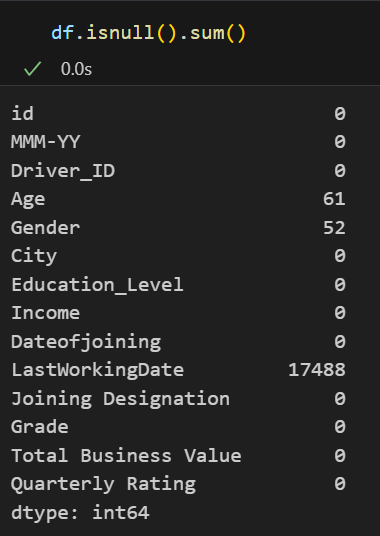 df.isnull().sum()
0.0s
id 0
MMM-YY 0
Driver_ID 0
Age 61
Gender 52
City 0
Education_Level 0
Income 0
Dateofjoining 0
LastWorkingDate 17488
Joining Designation 0
Grade 0
Total Business Value 0
Quarterly Rating 0
dtype: int64